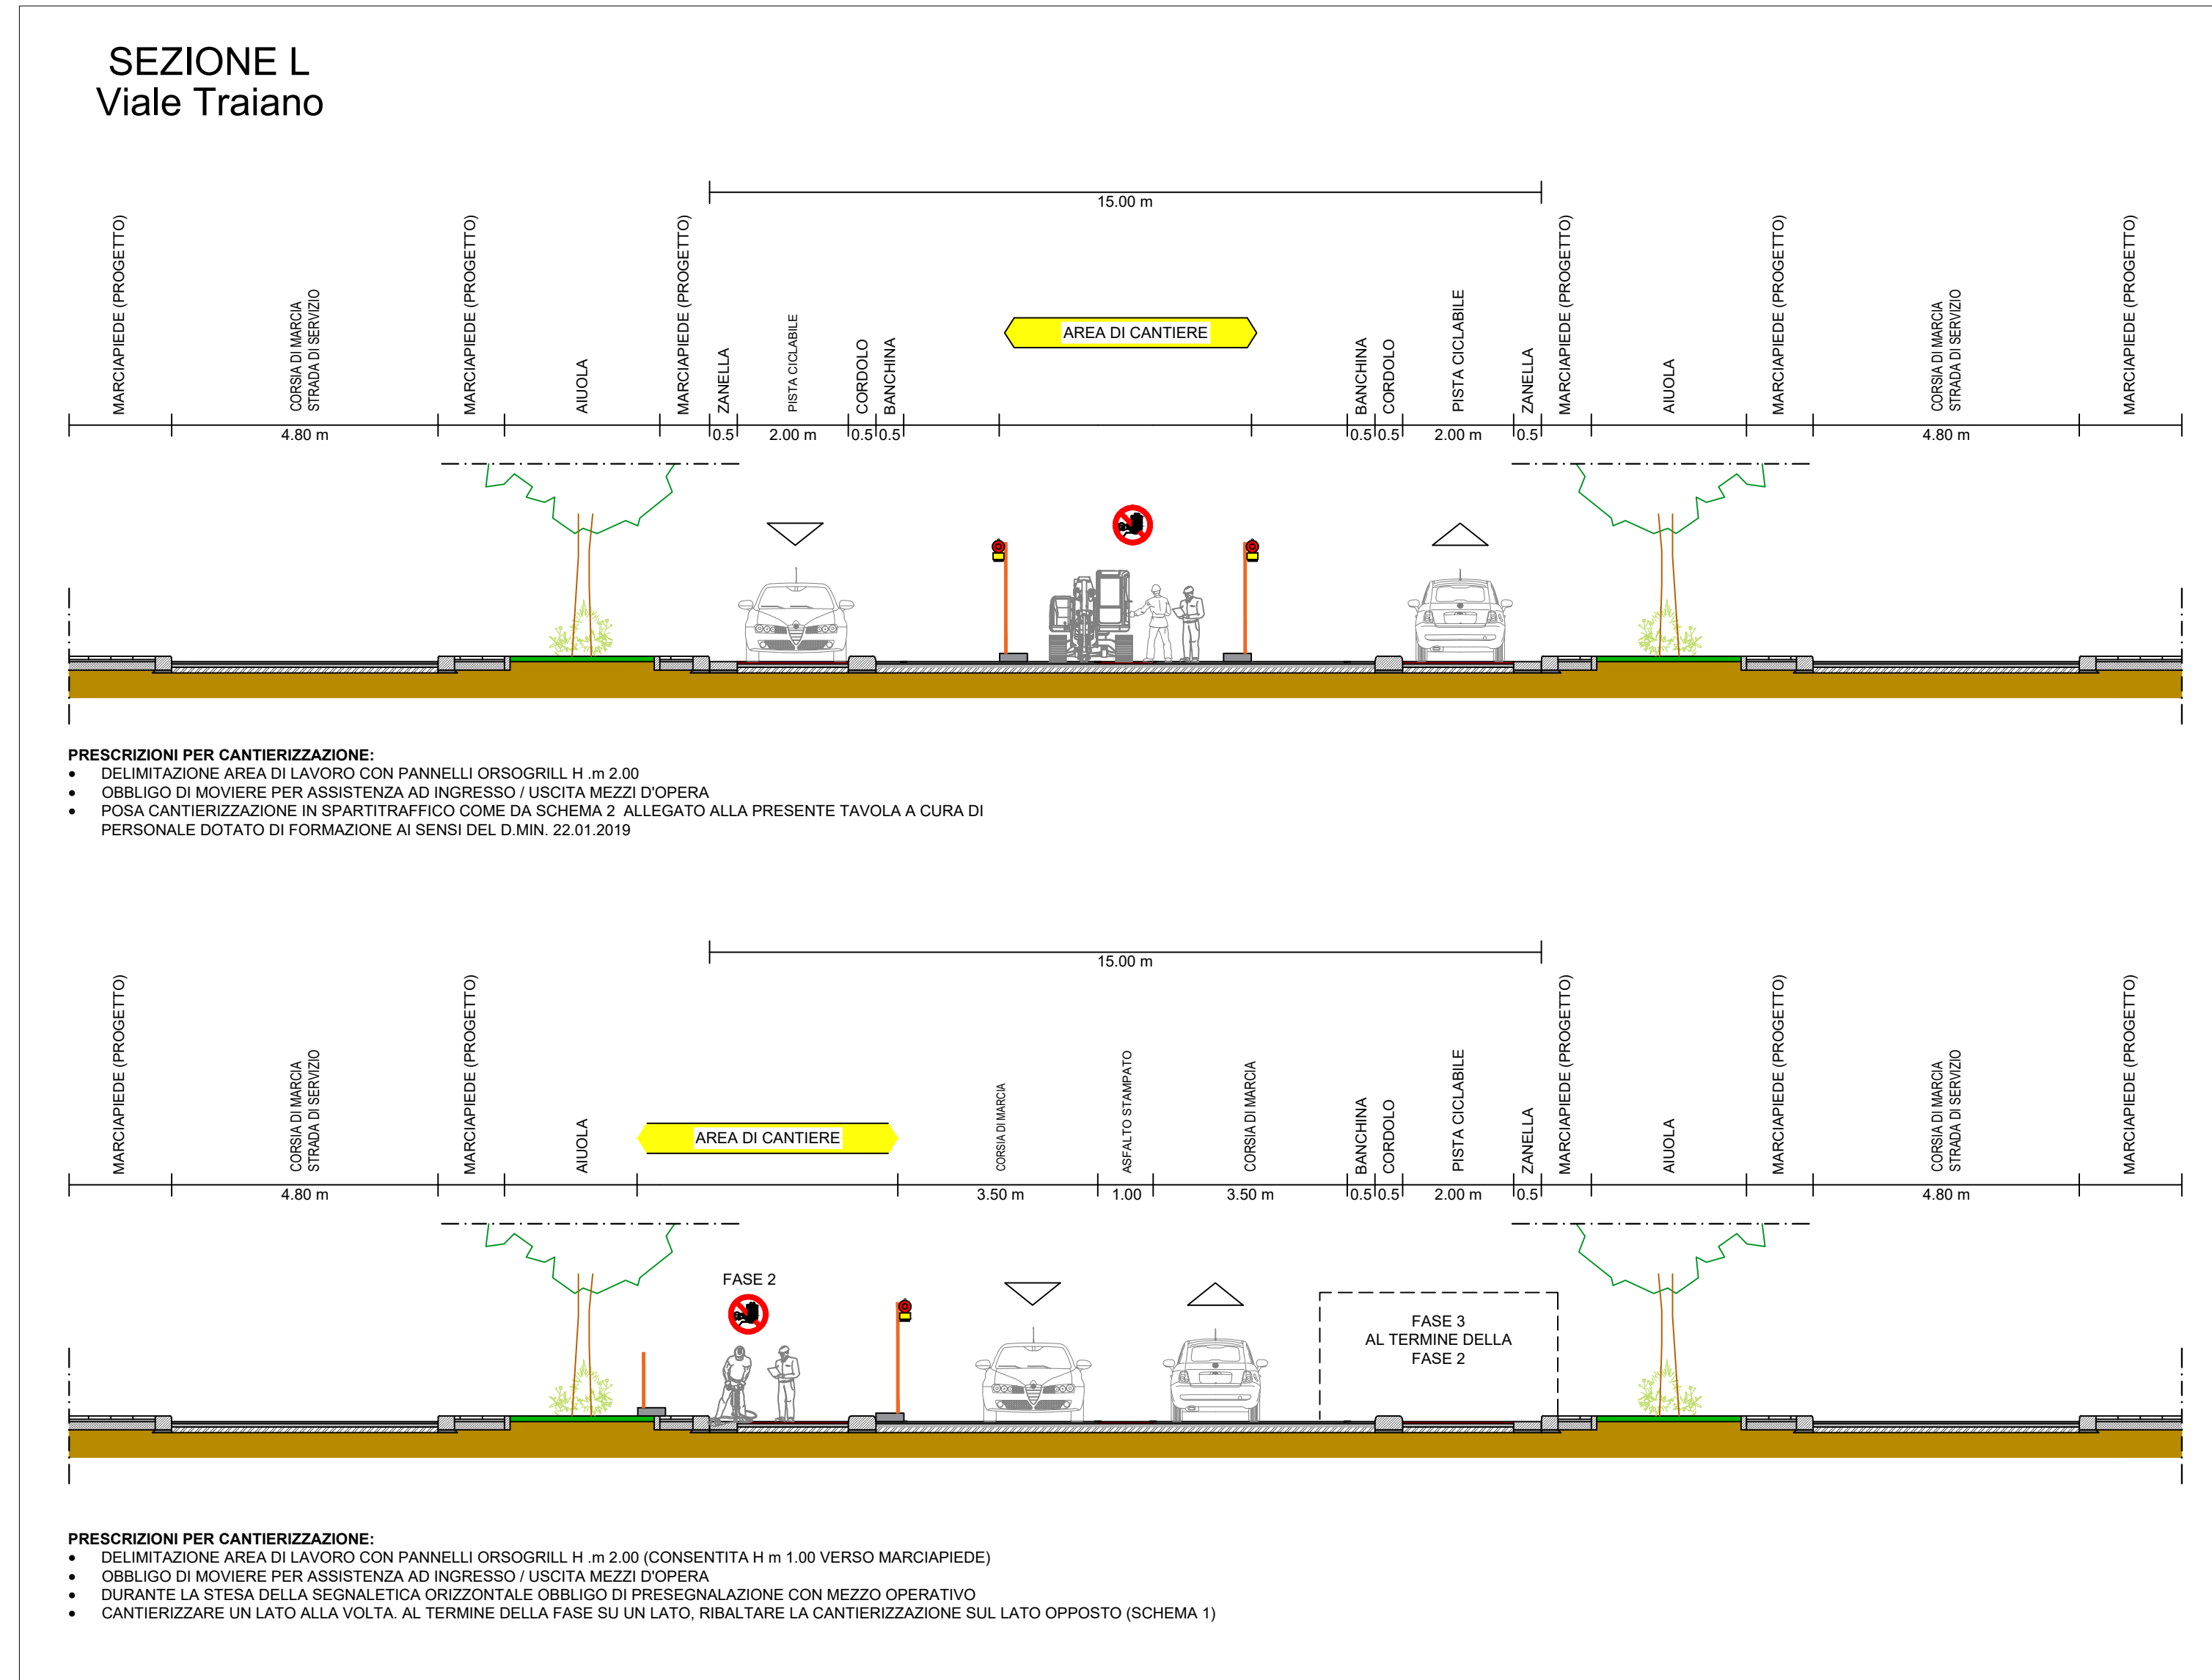 SEZIONE L
Viale Traiano
15.00 m
MARCIAPIEDE (PROGETTO)
CORSIA DI MARCIA
STRADA DI SERVIZIO
MARCIAPIEDE (PROGETTO)
AIUOLA
MARCIAPIEDE (PROGETTO)
ZANELLA
PISTA CICLABILE
CORDOLO
BANCHINA
AREA DI CANTIERE
BANCHINA
CORDOLO
PISTA CICLABILE
ZANELLA
MARCIAPIEDE (PROGETTO)
AIUOLA
MARCIAPIEDE (PROGETTO)
CORSIA DI MARCIA
STRADA DI SERVIZIO
MARCIAPIEDE (PROGETTO)
4.80 m 0.5 2.00 m 0.5 0.5 0.5 0.5 2.00 m 0.5 4.80 m
PRESCRIZIONI PER CANTIERIZZAZIONE:
• DELIMITAZIONE AREA DI LAVORO CON PANNELLI ORSOGRILL H .m 2.00
• OBBLIGO DI MOVIERE PER ASSISTENZA AD INGRESSO / USCITA MEZZI D'OPERA
• POSA CANTIERIZZAZIONE IN SPARTITRAFFICO COME DA SCHEMA 2 ALLEGATO ALLA PRESENTE TAVOLA A CURA DI
PERSONALE DOTATO DI FORMAZIONE AI SENSI DEL D.MIN. 22.01.2019
15.00 m
MARCIAPIEDE (PROGETTO)
CORSIA DI MARCIA
STRADA DI SERVIZIO
MARCIAPIEDE (PROGETTO)
AIUOLA
AREA DI CANTIERE
CORSIA DI MARCIA
ASFALTO STAMPATO
CORSIA DI MARCIA
BANCHINA
CORDOLO
PISTA CICLABILE
ZANELLA
MARCIAPIEDE (PROGETTO)
AIUOLA
MARCIAPIEDE (PROGETTO)
CORSIA DI MARCIA
STRADA DI SERVIZIO
MARCIAPIEDE (PROGETTO)
4.80 m 3.50 m 1.00 3.50 m 0.5 0.5 2.00 m 0.5 4.80 m
FASE 2
FASE 3
AL TERMINE DELLA
FASE 2
PRESCRIZIONI PER CANTIERIZZAZIONE:
• DELIMITAZIONE AREA DI LAVORO CON PANNELLI ORSOGRILL H .m 2.00 (CONSENTITA H m 1.00 VERSO MARCIAPIEDE)
• OBBLIGO DI MOVIERE PER ASSISTENZA AD INGRESSO / USCITA MEZZI D'OPERA
• DURANTE LA STESA DELLA SEGNALETICA ORIZZONTALE OBBLIGO DI PRESEGNALAZIONE CON MEZZO OPERATIVO
• CANTIERIZZARE UN LATO ALLA VOLTA. AL TERMINE DELLA FASE SU UN LATO, RIBALTARE LA CANTIERIZZAZIONE SUL LATO OPPOSTO (SCHEMA 1)